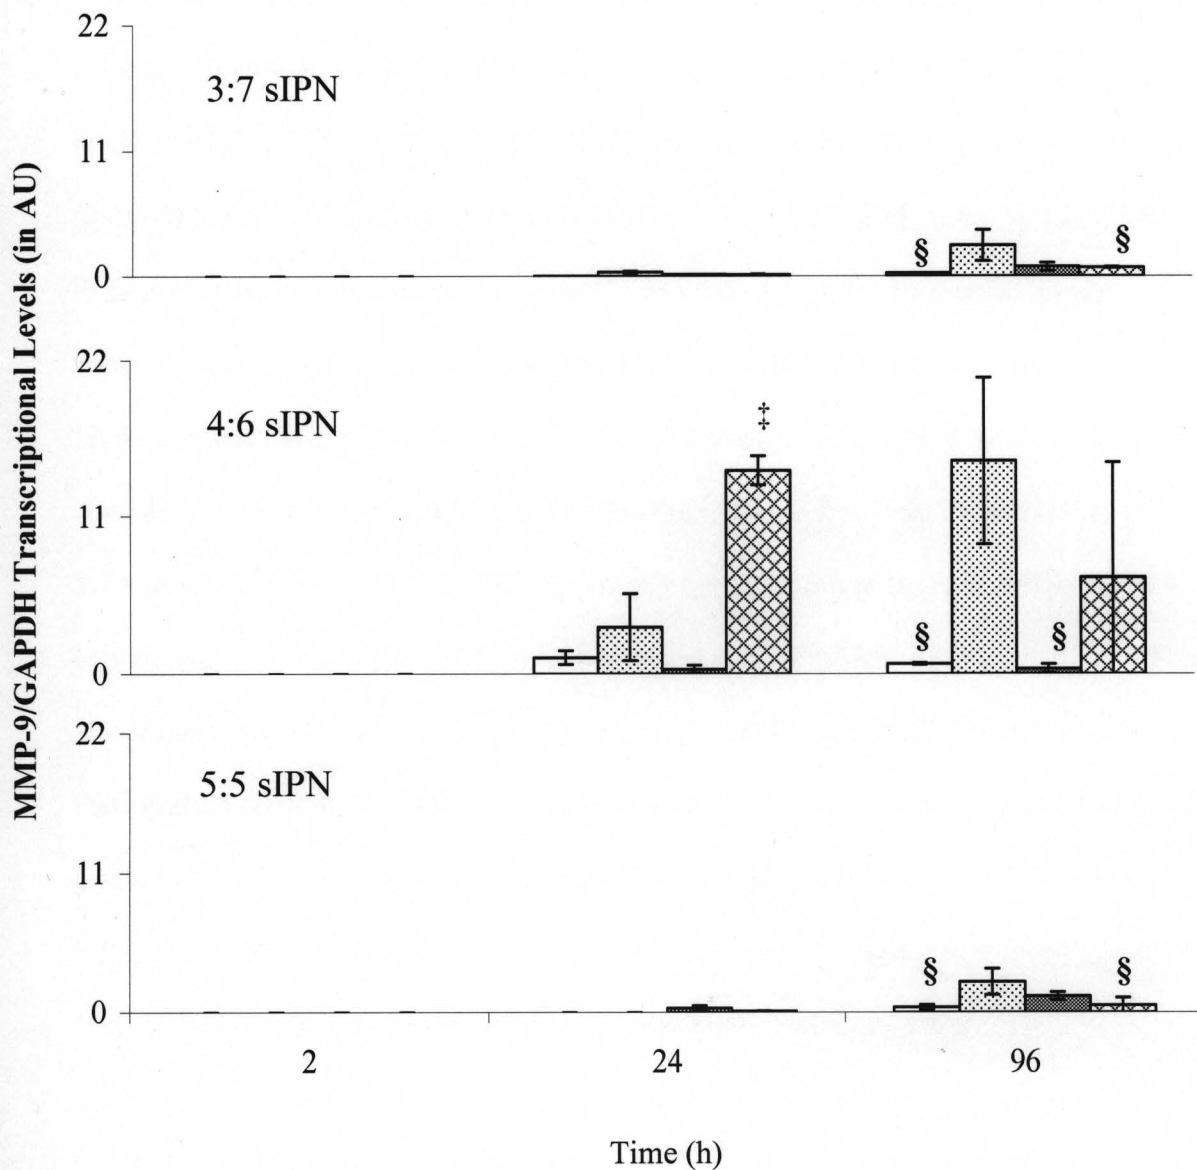 MMP-9/GAPDH Transcriptional Levels (in AU)
22
3:7 sIPN
11
§ §
0
22
4:6 sIPN
‡
11
§ §
0
22
5:5 sIPN
11
§ §
0
2 24 96
Time (h)